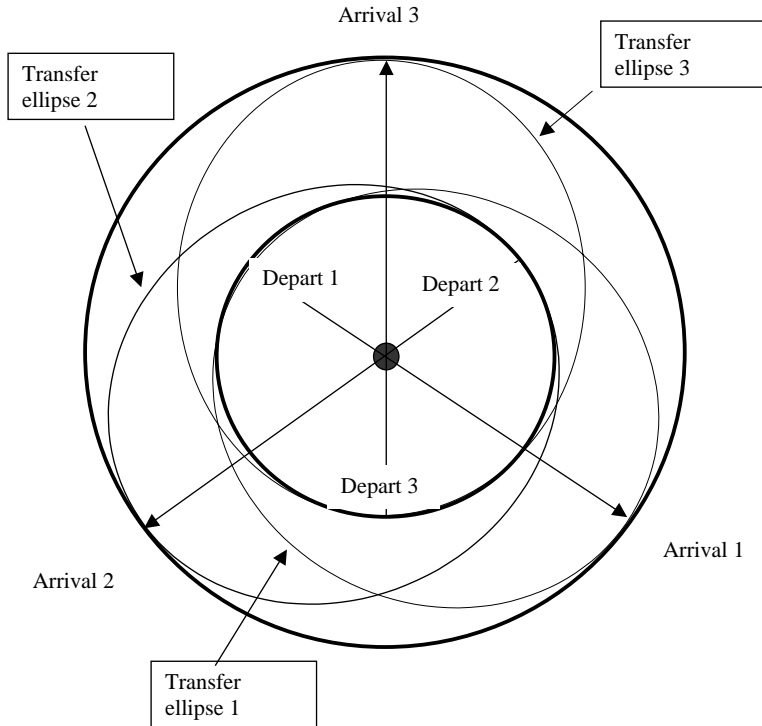 Arrival 3
Transfer
ellipse 3
Transfer
ellipse 2
Depart 1
Depart 2
Depart 3
Arrival 1
Arrival 2
Transfer
ellipse 1